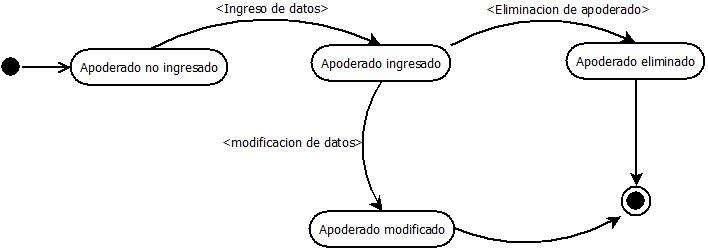 <Ingreso de datos>
<Eliminacion de apoderado>
Apoderado no ingresado
Apoderado ingresado
Apoderado eliminado
<modificacion de datos>
Apoderado modificado